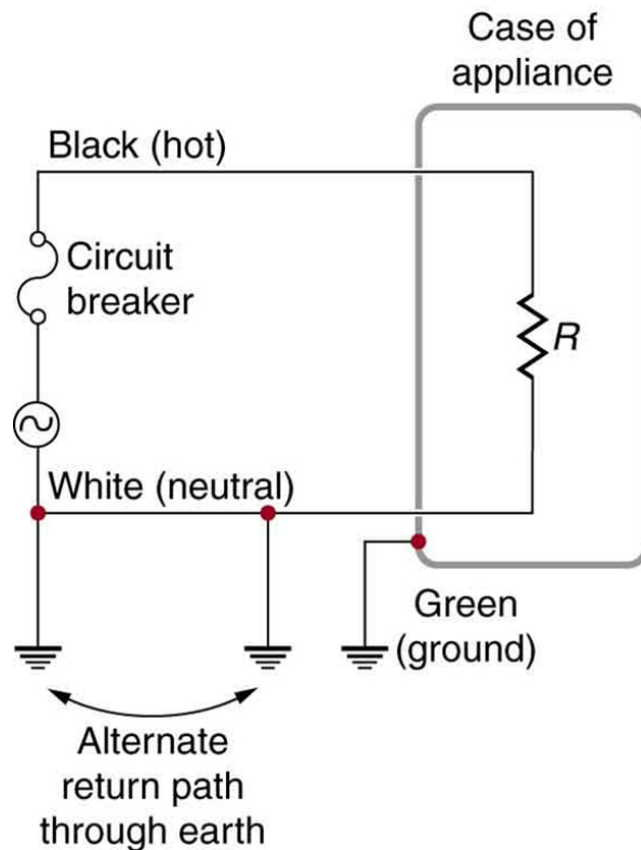 Case of
appliance
Black (hot)
Circuit
breaker
R
White (neutral)
Green
(ground)
Alternate
return path
through earth